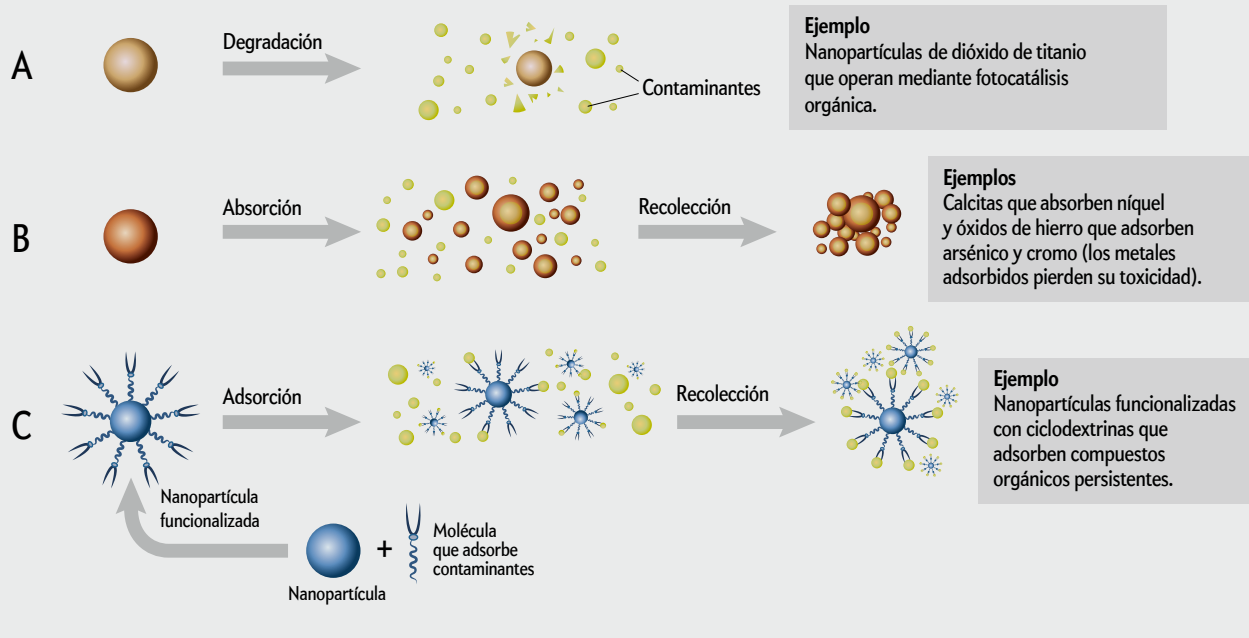 A
Degradación
Contaminantes
Ejemplo
Nanopartículas de dióxido de titanio
que operan mediante fotocatálisis
orgánica.
B
Absorción
Recolección
Ejemplos
Calcitas que absorben níquel
y óxidos de hierro que adsorben
arsénico y cromo (los metales
adsorbidos pierden su toxicidad).
C
Adsorción
Recolección
Ejemplo
Nanopartículas funcionalizadas
con ciclodextrinas que
adsorben compuestos
orgánicos persistentes.
Nanopartícula
funcionalizada
Nanopartícula
+
Molécula
que adsorbe
contaminantes